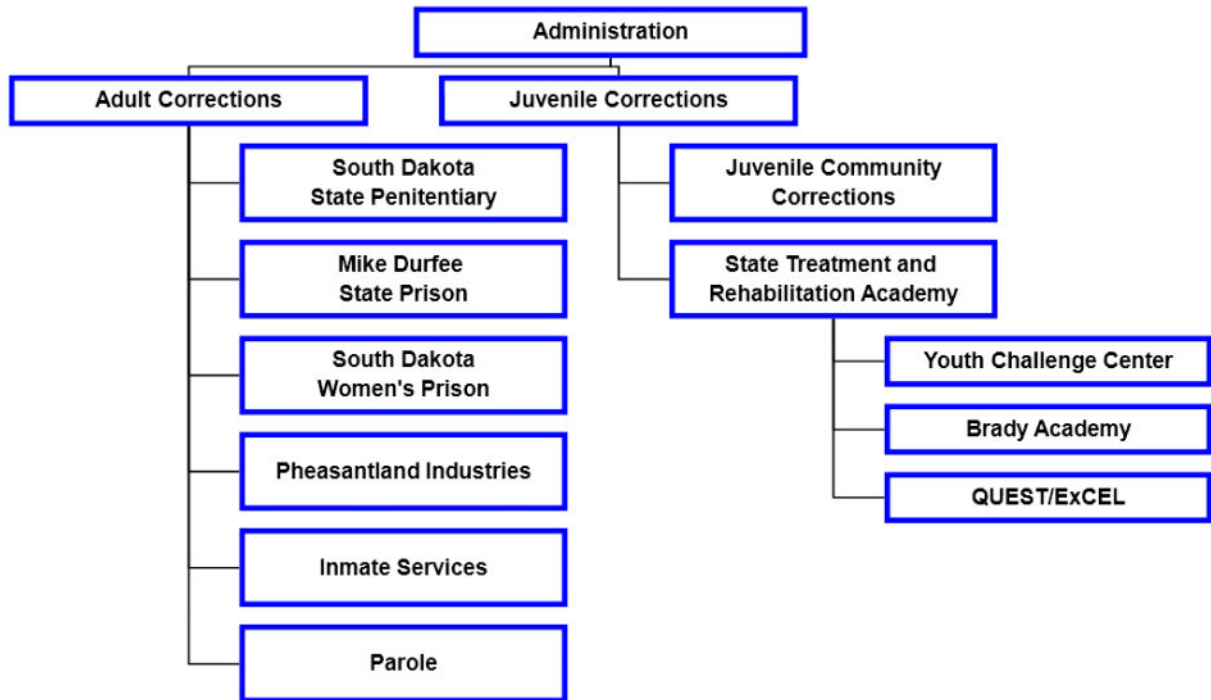 Administration
Adult Corrections
Juvenile Corrections
South Dakota
State Penitentiary
Mike Durfee
State Prison
South Dakota
Women's Prison
Pheasantland Industries
Inmate Services
Parole
Juvenile Community
Corrections
State Treatment and
Rehabilitation Academy
Youth Challenge Center
Brady Academy
QUEST/ExCEL